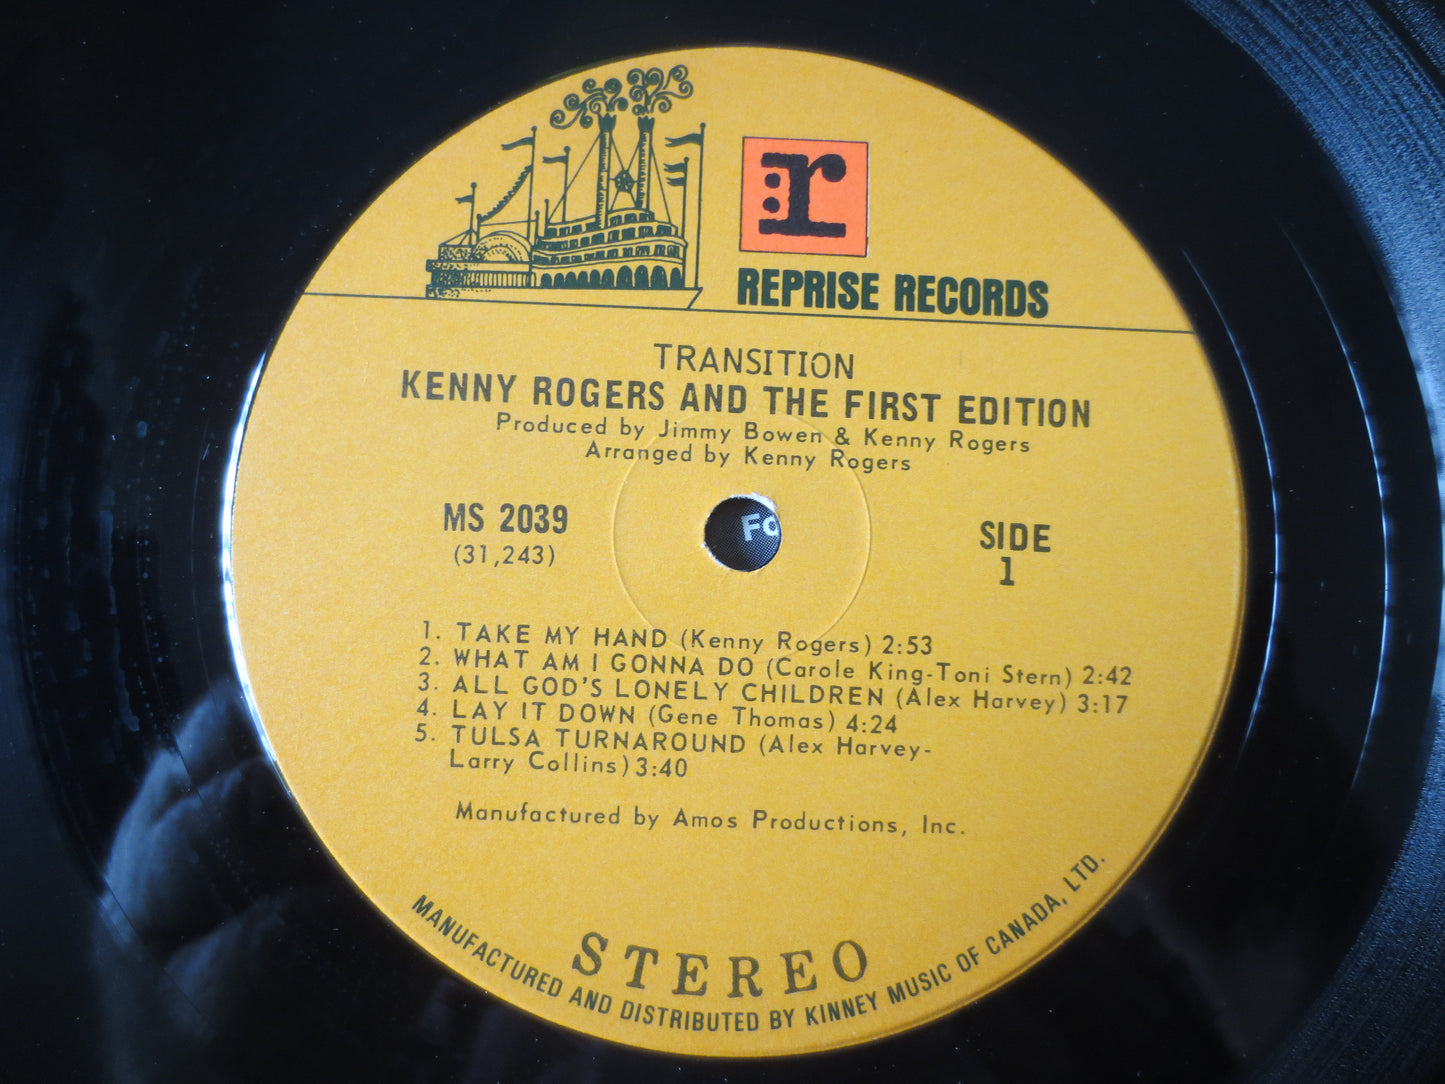 r
REPRISE RECORDS
TRANSITION
KENNY ROGERS AND THE FIRST EDITION
Produced by Jimmy Bowen & Kenny Rogers
Arranged by Kenny Rogers
MS 2039
(31,243)
Fo
SIDE
1
1. TAKE MY HAND (Kenny Rogers) 2:53
2. WHAT AM I GONNA DO (Carole King-Toni Stern) 2:42
3. ALL GOD'S LONELY CHILDREN (Alex Harvey) 3:17
4. LAY IT DOWN (Gene Thomas) 4:24
5. TULSA TURNAROUND (Alex Harvey-
Larry Collins) 3:40
Manufactured by Amos Productions, Inc.
STEREO
MANUFACTURED AND DISTRIBUTED BY KINNEY MUSIC OF CANADA, LTD.